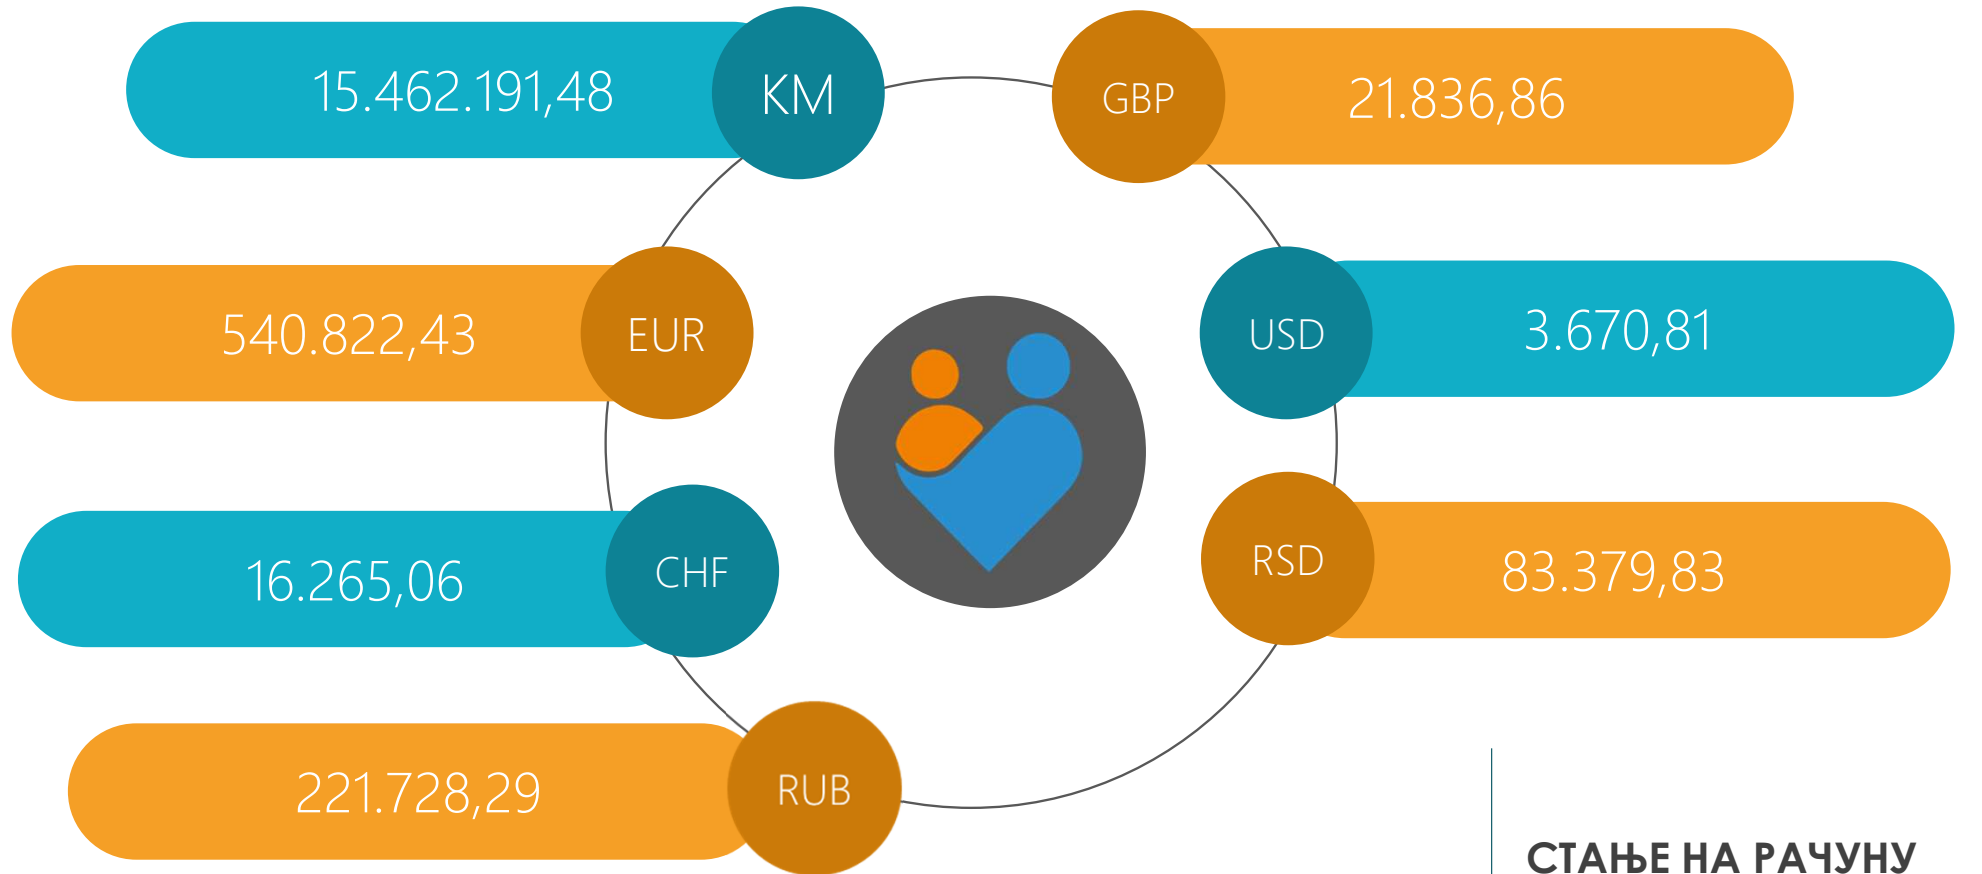 15.462.191,48
KM
GBP
21.836,86
540.822,43
EUR
USD
3.670,81
16.265,06
CHF
RSD
83.379,83
221.728,29
RUB
СТАЊЕ НА РАЧУНУ